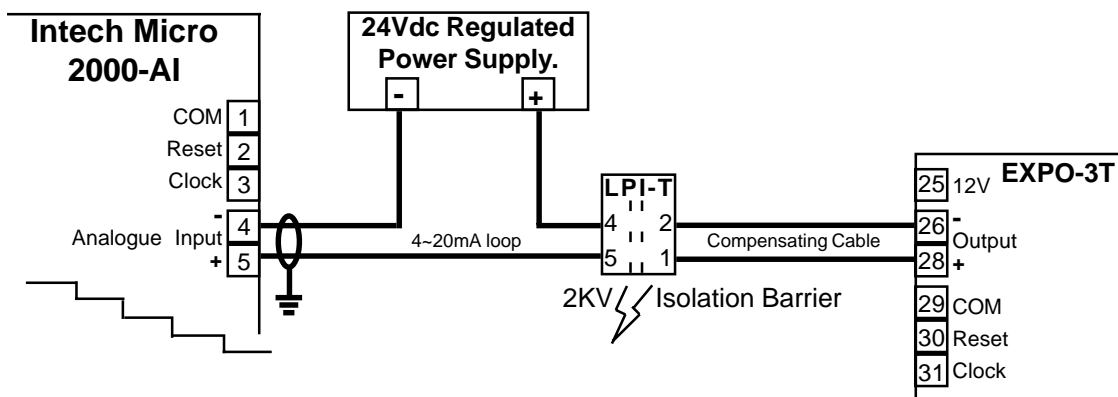 Intech Micro
2000-AI
COM 1
Reset 2
Clock 3
Analogue Input
- 4
+ 5
24Vdc Regulated
Power Supply.
- +
4~20mA loop
LPI-T
4 2
5 1
2KV Isolation Barrier
Compensating Cable
EXPO-3T
25 12V
26 -
Output
28 +
29 COM
30 Reset
31 Clock